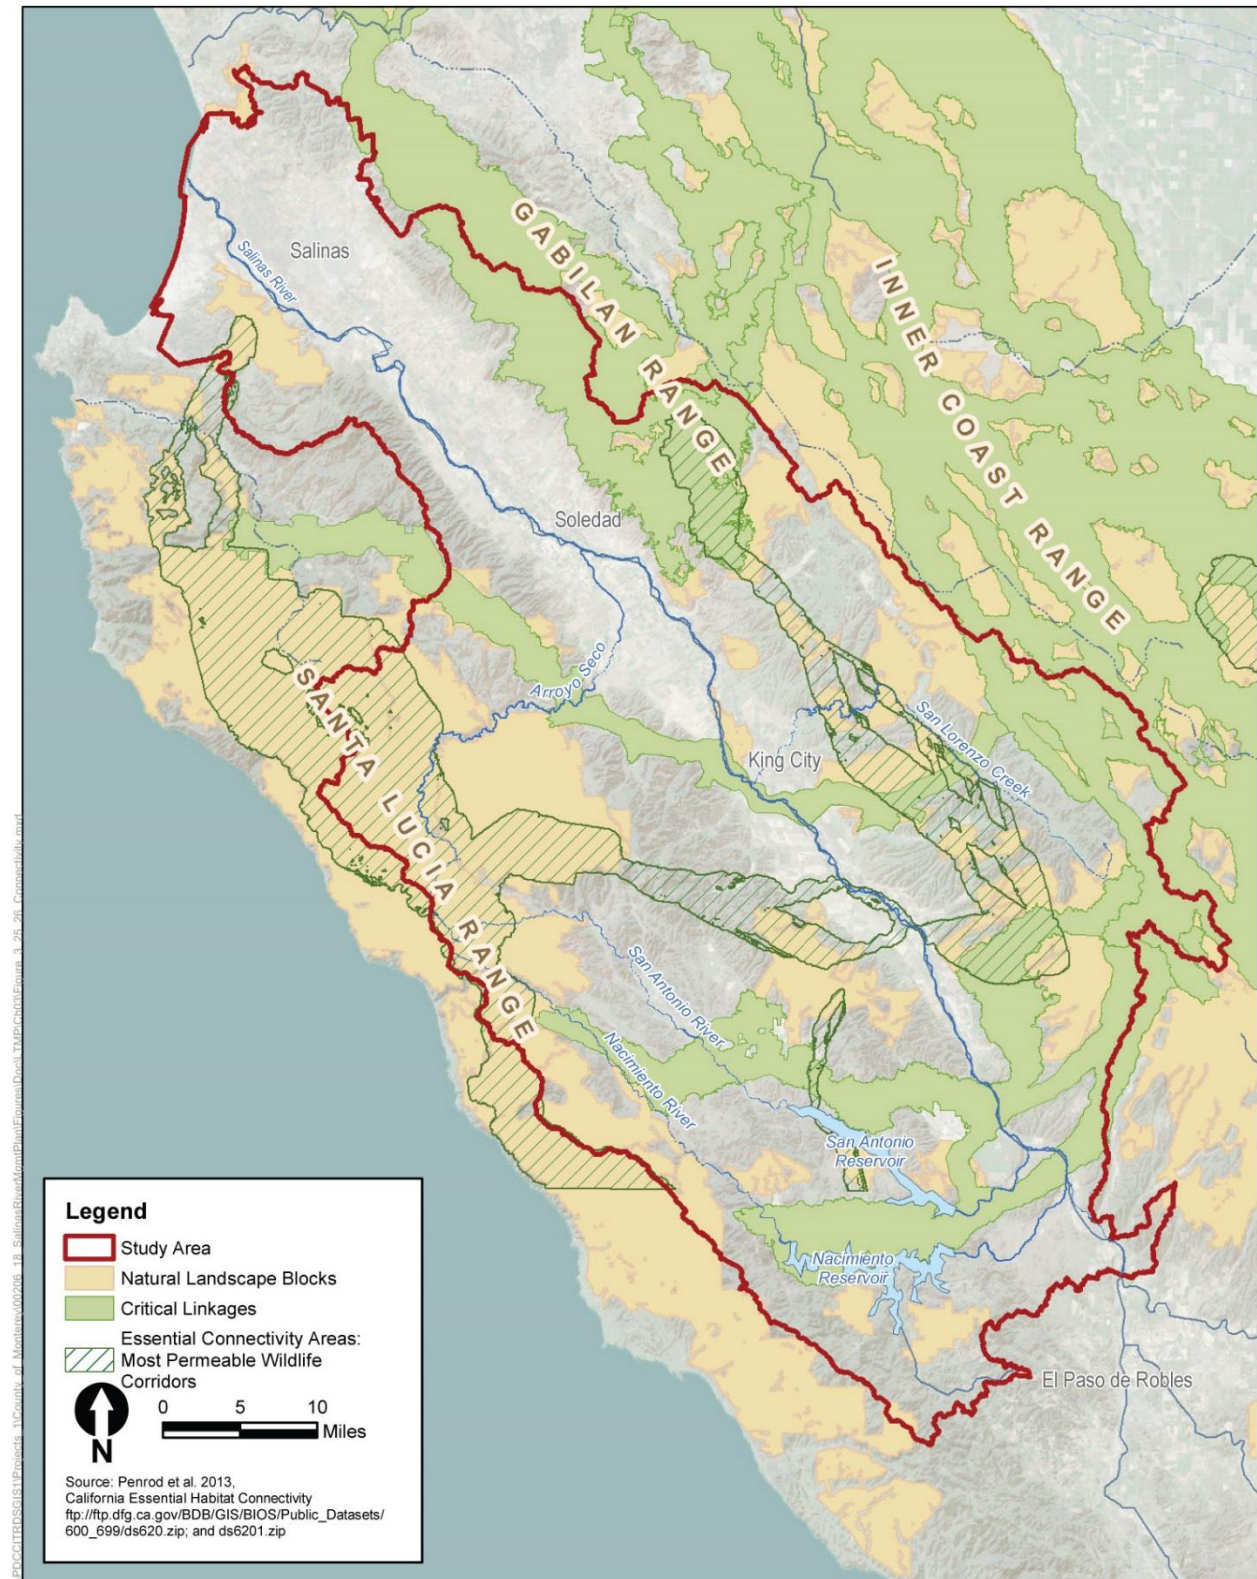 GABILAN RANGE
INNER COAST RANGE
Salinas
Salinas River
Soledad
Arroyo Seco
SANTA LUCIA RANGE
King City
San Lorenzo Creek
San Antonio River
Nacimiento River
San Antonio
Reservoir
Nacimiento
Reservoir
El Paso de Robles
Legend
Study Area
Natural Landscape Blocks
Critical Linkages
Essential Connectivity Areas:
Most Permeable Wildlife
Corridors
N
0 5 10
Miles
Source: Penrod et al. 2013,
California Essential Habitat Connectivity
ftp://ftp.dfg.ca.gov/BDB/GIS/BIOS/Public_Datasets/
600_699/ds620.zip; and ds6201.zip